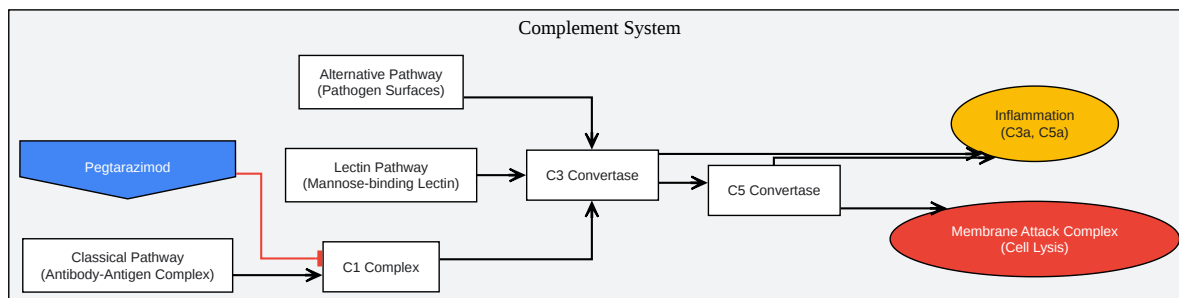 Complement System
Alternative Pathway
(Pathogen Surfaces)
Inflammation
(C3a, C5a)
Pegtarazimod
Lectin Pathway
(Mannose-binding Lectin)
C3 Convertase
C5 Convertase
Membrane Attack Complex
(Cell Lysis)
Classical Pathway
(Antibody-Antigen Complex)
C1 Complex